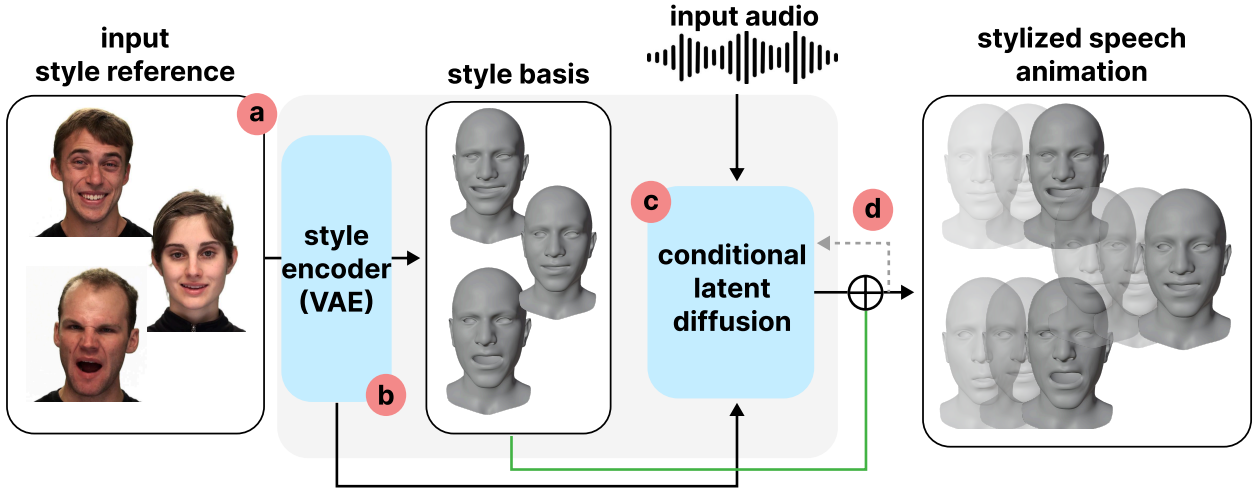 input
style reference
a
style
encoder
(VAE)
b
style basis
input audio
c
conditional
latent
diffusion
d
stylized speech
animation